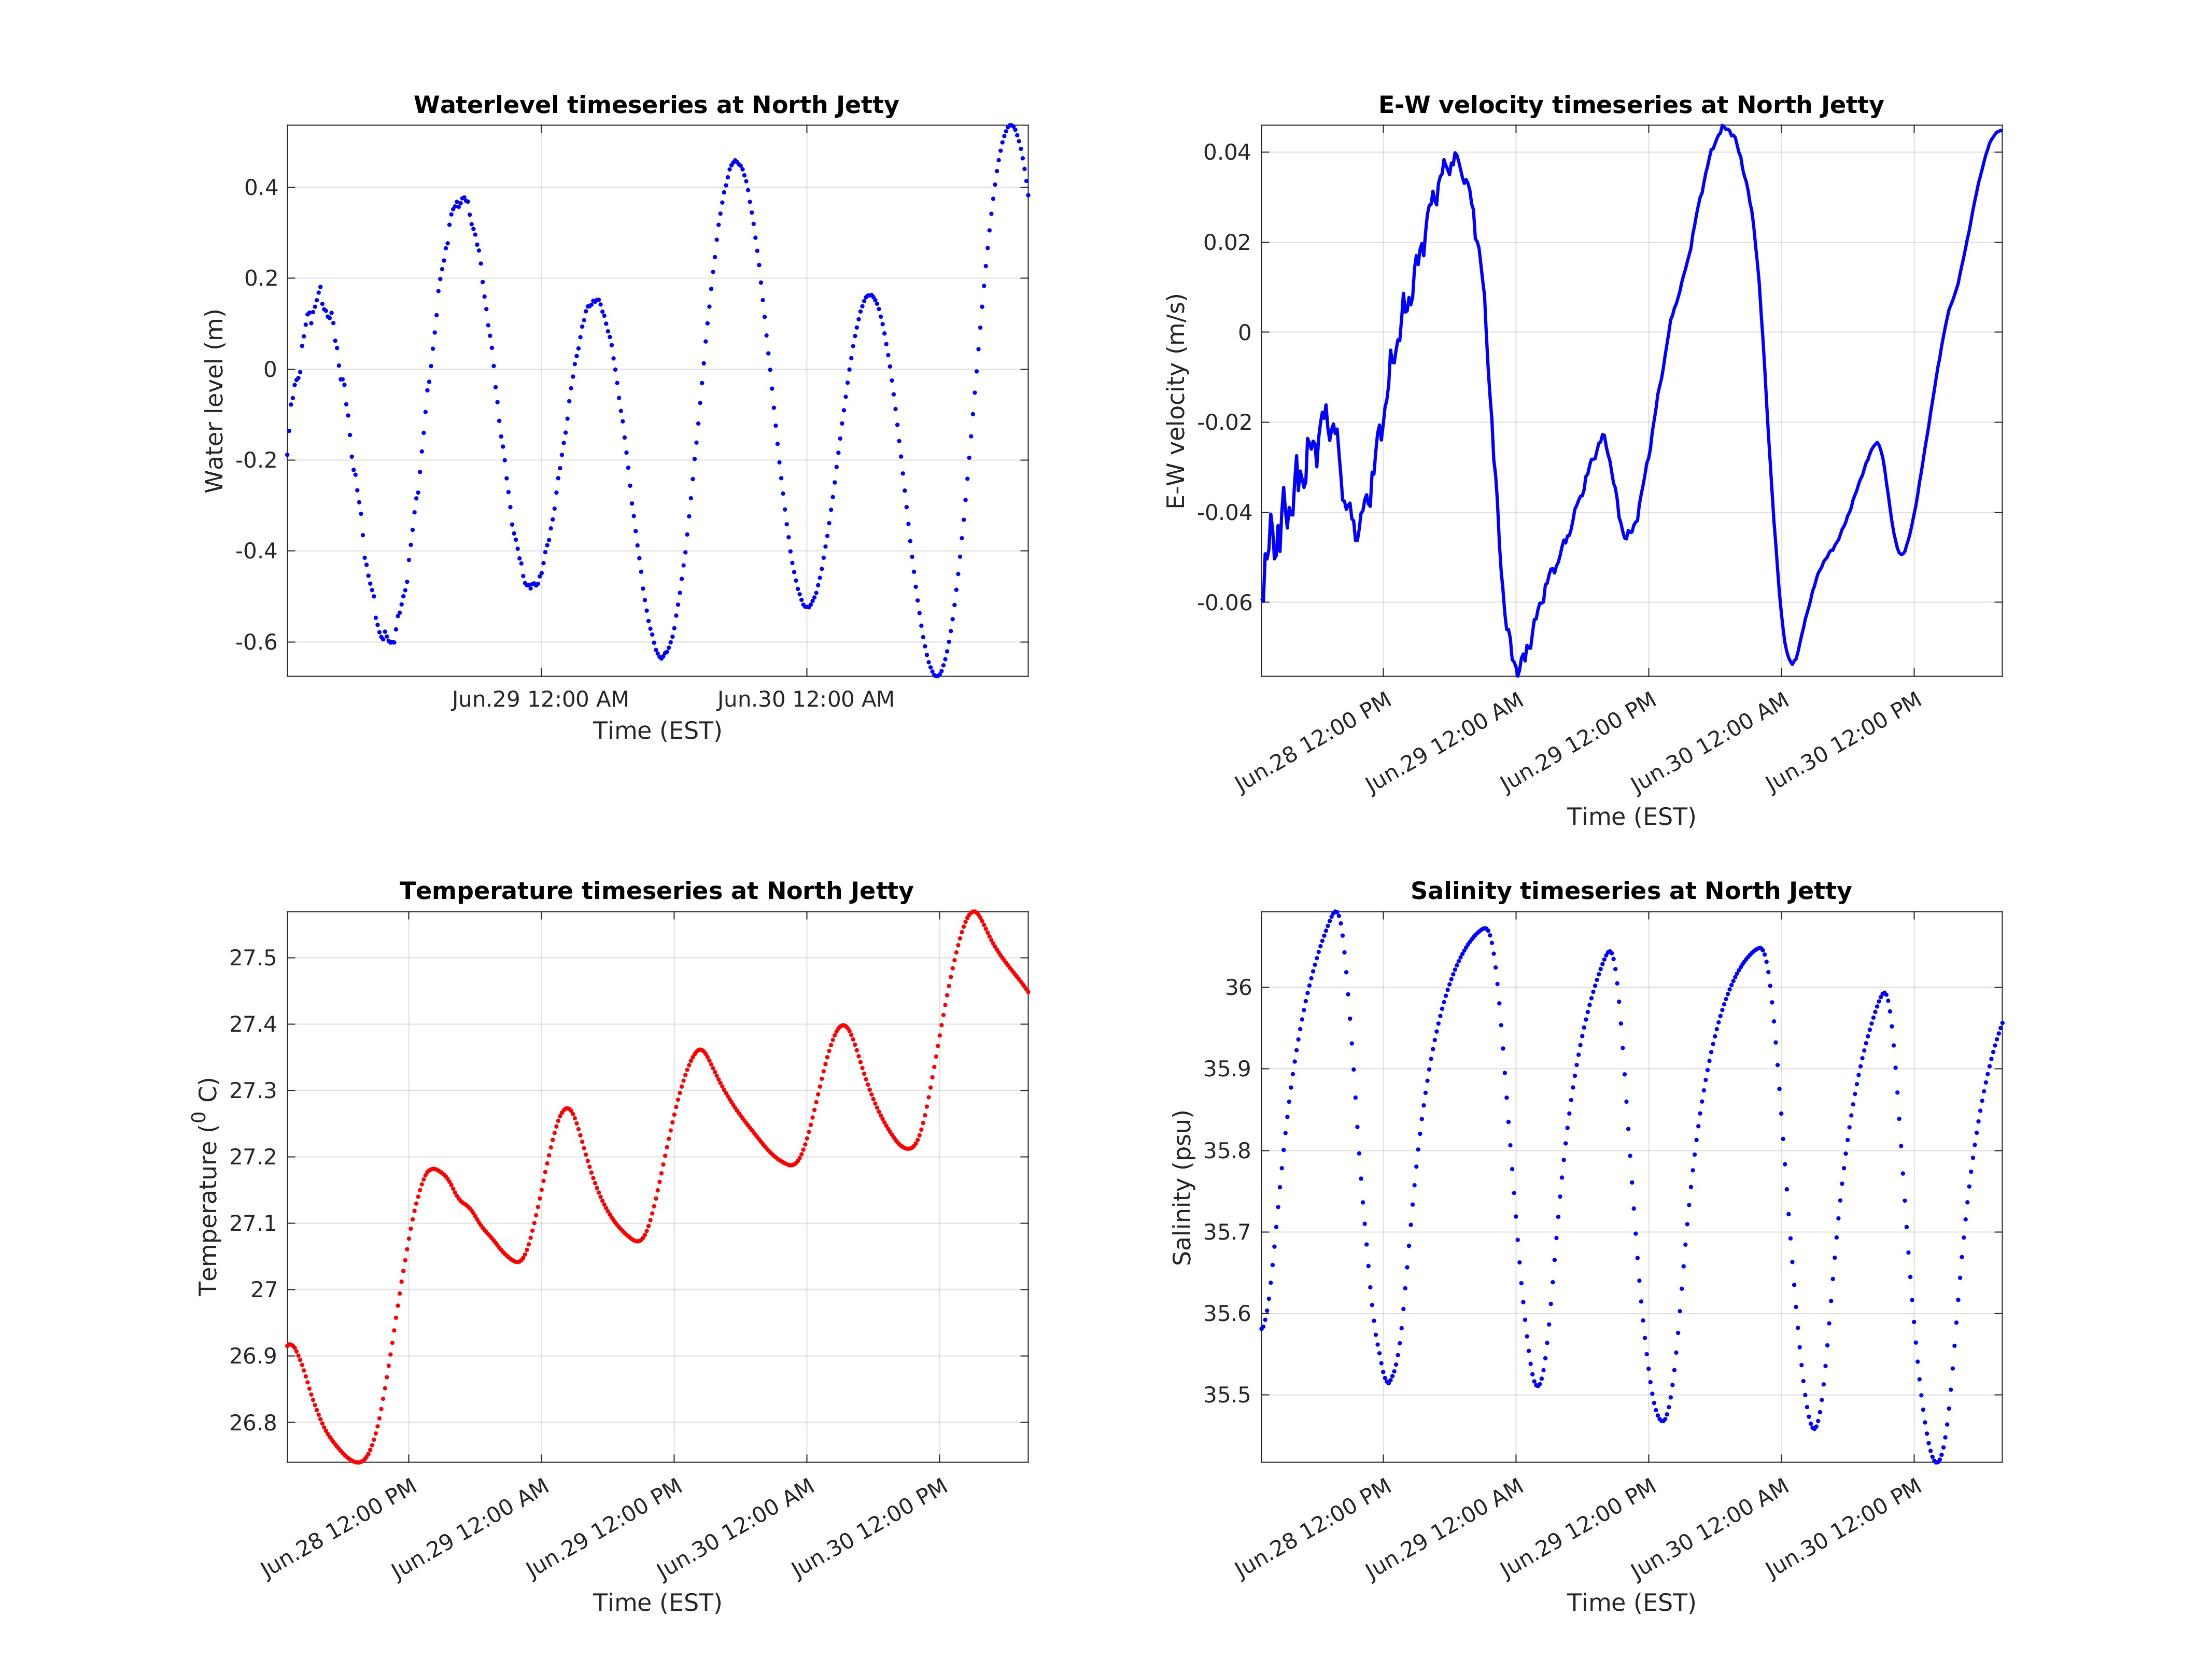 Waterlevel timeseries at North Jetty
Water level (m)
0.4
0.2
0
-0.2
-0.4
-0.6
Jun.29 12:00 AM
Jun.30 12:00 AM
Time (EST)
E-W velocity timeseries at North Jetty
E-W velocity (m/s)
0.04
0.02
0
-0.02
-0.04
-0.06
Jun.28 12:00 PM
Jun.29 12:00 AM
Jun.29 12:00 PM
Jun.30 12:00 AM
Jun.30 12:00 PM
Time (EST)
Temperature timeseries at North Jetty
Temperature (⁰ C)
27.5
27.4
27.3
27.2
27.1
27
26.9
26.8
Jun.28 12:00 PM
Jun.29 12:00 AM
Jun.29 12:00 PM
Jun.30 12:00 AM
Jun.30 12:00 PM
Time (EST)
Salinity timeseries at North Jetty
Salinity (psu)
36
35.9
35.8
35.7
35.6
35.5
Jun.28 12:00 PM
Jun.29 12:00 AM
Jun.29 12:00 PM
Jun.30 12:00 AM
Jun.30 12:00 PM
Time (EST)